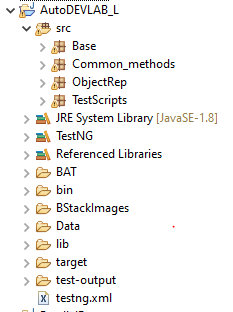 AutoDEVLAB_L
src
Base
Common_methods
ObjectRep
TestScripts
JRE System Library [JavaSE-1.8]
TestNG
Referenced Libraries
BAT
bin
BStackImages
Data
lib
target
test-output
testng.xml